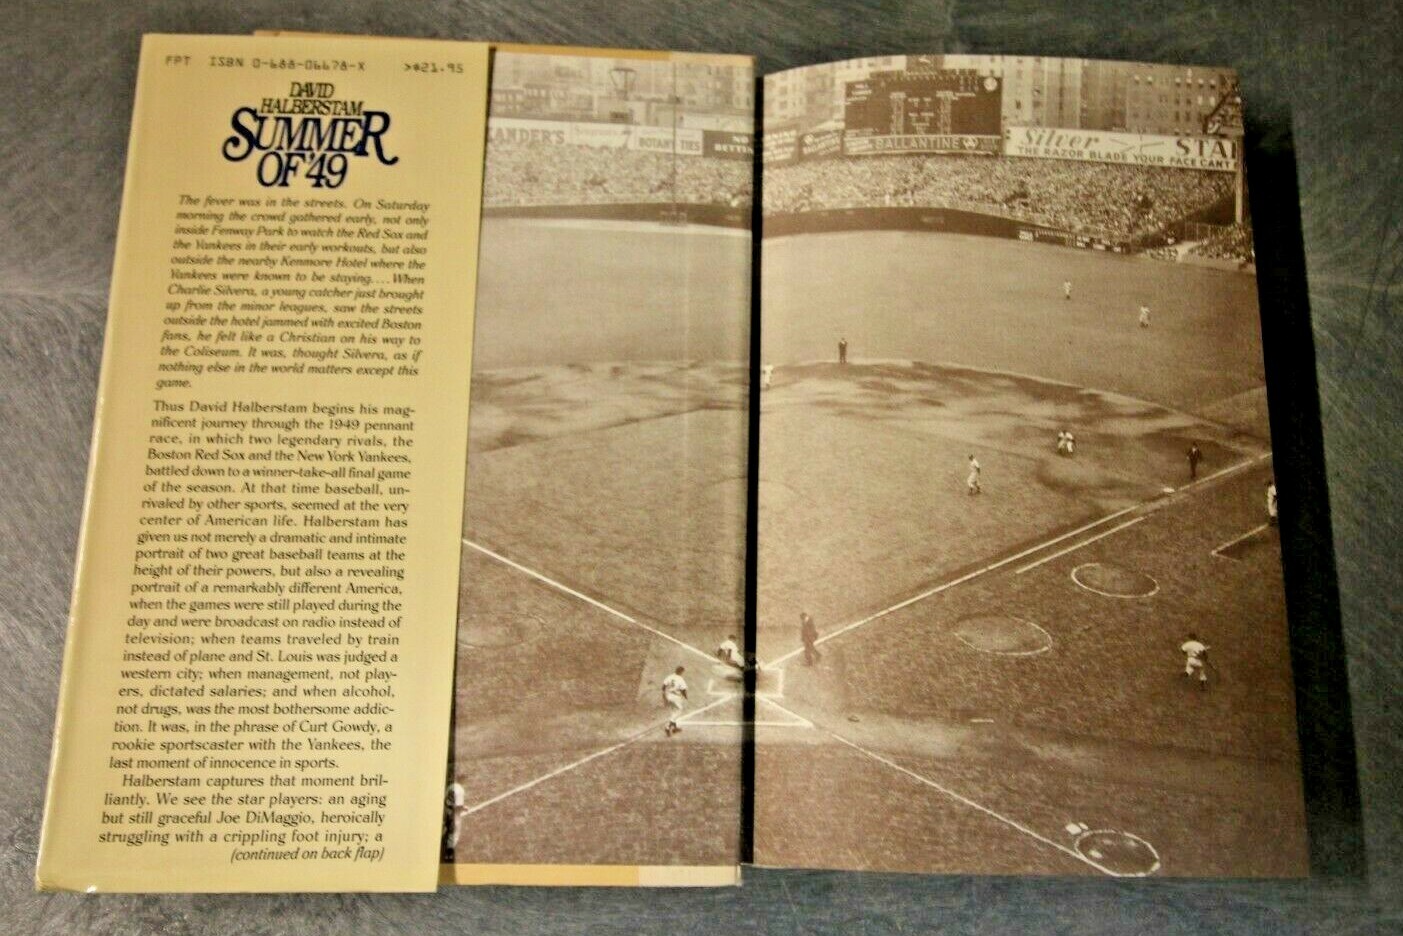 FPT ISBN 0-688-06678-X >$21.95
DAVID
HALBERSTAM
SUMMER
OF '49
The fever was in the streets. On Saturday
morning the crowd gathered early, not only
inside Fenway Park to watch the Red Sox and
the Yankees in their early workouts, but also
outside the nearby Kenmore Hotel where the
Yankees were known to be staying.... When
Charlie Silvera, a young catcher just brought
up from the minor leagues, saw the streets
outside the hotel jammed with excited Boston
fans, he felt like a Christian on his way to
the Coliseum. It was, thought Silvera, as if
nothing else in the world matters except this
game.
Thus David Halberstam begins his mag-
nificent journey through the 1949 pennant
race, in which two legendary rivals, the
Boston Red Sox and the New York Yankees,
battled down to a winner-take-all final game
of the season. At that time baseball, un-
rivaled by other sports, seemed at the very
center of American life. Halberstam has
given us not merely a dramatic and intimate
portrait of two great baseball teams at the
height of their powers, but also a revealing
portrait of a remarkably different America,
when the games were still played during the
day and were broadcast on radio instead of
television; when teams traveled by train
instead of plane and St. Louis was judged a
western city; when management, not play-
ers, dictated salaries; and when alcohol,
not drugs, was the most bothersome addic-
tion. It was, in the phrase of Curt Gowdy, a
rookie sportscaster with the Yankees, the
last moment of innocence in sports.
Halberstam captures that moment bril-
liantly. We see the star players: an aging
but still graceful Joe DiMaggio, heroically
struggling with a crippling foot injury; a
(continued on back flap)
ANDER'S
BOTANY TIES
BALLANTINE
Silver STAR
THE RAZOR BLADE YOUR FACE CAN'T